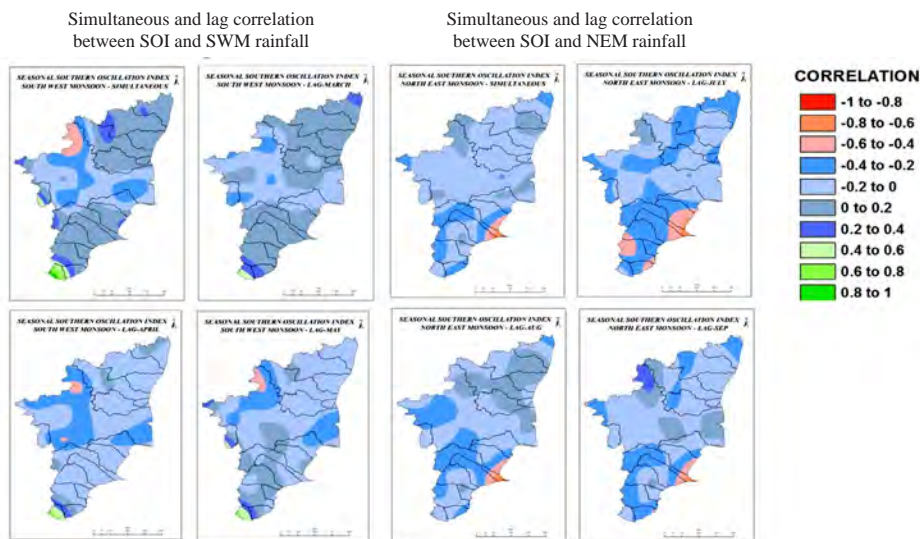 Simultaneous and lag correlation
between SOI and SWM rainfall
Simultaneous and lag correlation
between SOI and NEM rainfall
SEASONAL SOUTHERN OSCILLATION INDEX
SOUTH WEST MONSOON - SIMULTANEOUS
SEASONAL SOUTHERN OSCILLATION INDEX
SOUTH WEST MONSOON - LAG-MARCH
SEASONAL SOUTHERN OSCILLATION INDEX
NORTH EAST MONSOON - SIMULTANEOUS
SEASONAL SOUTHERN OSCILLATION INDEX
NORTH EAST MONSOON - LAG-JULY
CORRELATION
-1 to -0.8
-0.8 to -0.6
-0.6 to -0.4
-0.4 to -0.2
-0.2 to 0
0 to 0.2
0.2 to 0.4
0.4 to 0.6
0.6 to 0.8
0.8 to 1
SEASONAL SOUTHERN OSCILLATION INDEX
SOUTH WEST MONSOON - LAG-APRIL
SEASONAL SOUTHERN OSCILLATION INDEX
SOUTH WEST MONSOON - LAG-MAY
SEASONAL SOUTHERN OSCILLATION INDEX
NORTH EAST MONSOON - LAG-AUG
SEASONAL SOUTHERN OSCILLATION INDEX
NORTH EAST MONSOON - LAG-SEP